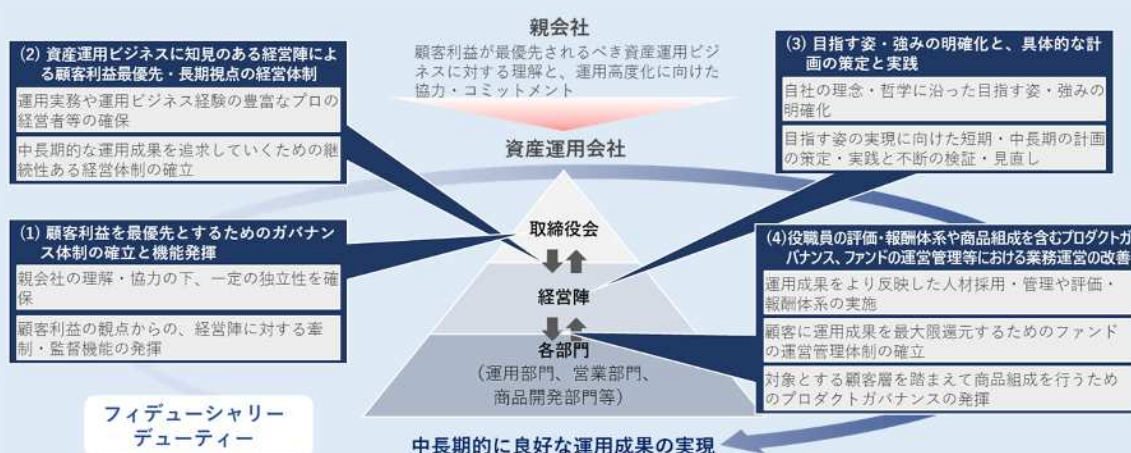 親会社
顧客利益が最優先されるべき資産運用ビジ
ネスに対する理解と、運用高度化に向けた
協力・コミットメント
資産運用会社
(2) 資産運用ビジネスに知見のある経営陣によ
る顧客利益最優先・長期視点の経営体制
運用実務や運用ビジネス経験の豊富なプロの
経営者等の確保
中長期的な運用成果を追求していくための継
続性ある経営体制の確立
(3) 目指す姿・強みの明確化と、具体的な計
画の策定と実践
自社の理念・哲学に沿った目指す姿・強みの
明確化
目指す姿の実現に向けた短期・中長期の計画
の策定・実践と不断の検証・見直し
(1) 顧客利益を最優先とするためのガバナン
ス体制の確立と機能発揮
親会社の理解・協力の下、一定の独立性を確
保
顧客利益の観点からの、経営陣に対する牽
制・監督機能の発揮
取締役会
経営陣
各部門
(運用部門、営業部門、
商品開発部門等)
(4)役職員の評価・報酬体系や商品組成を含むプロダクトガ
バナンス、ファンドの運営管理等における業務運営の改善
運用成果をより反映した人材採用・管理や評価・
報酬体系の実施
顧客に運用成果を最大限還元するためのファンド
の運営管理体制の確立
対象とする顧客層を踏まえて商品組成を行うため
のプロダクトガバナンスの発揮
フィデューシャリー
デューティー
中長期的に良好な運用成果の実現